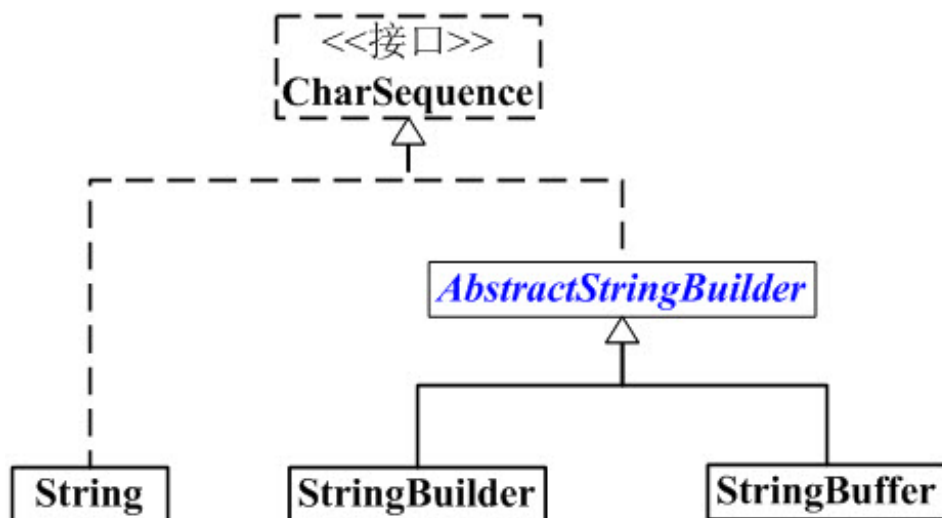 <<接口>>
CharSequence
AbstractStringBuilder
String
StringBuilder
StringBuffer